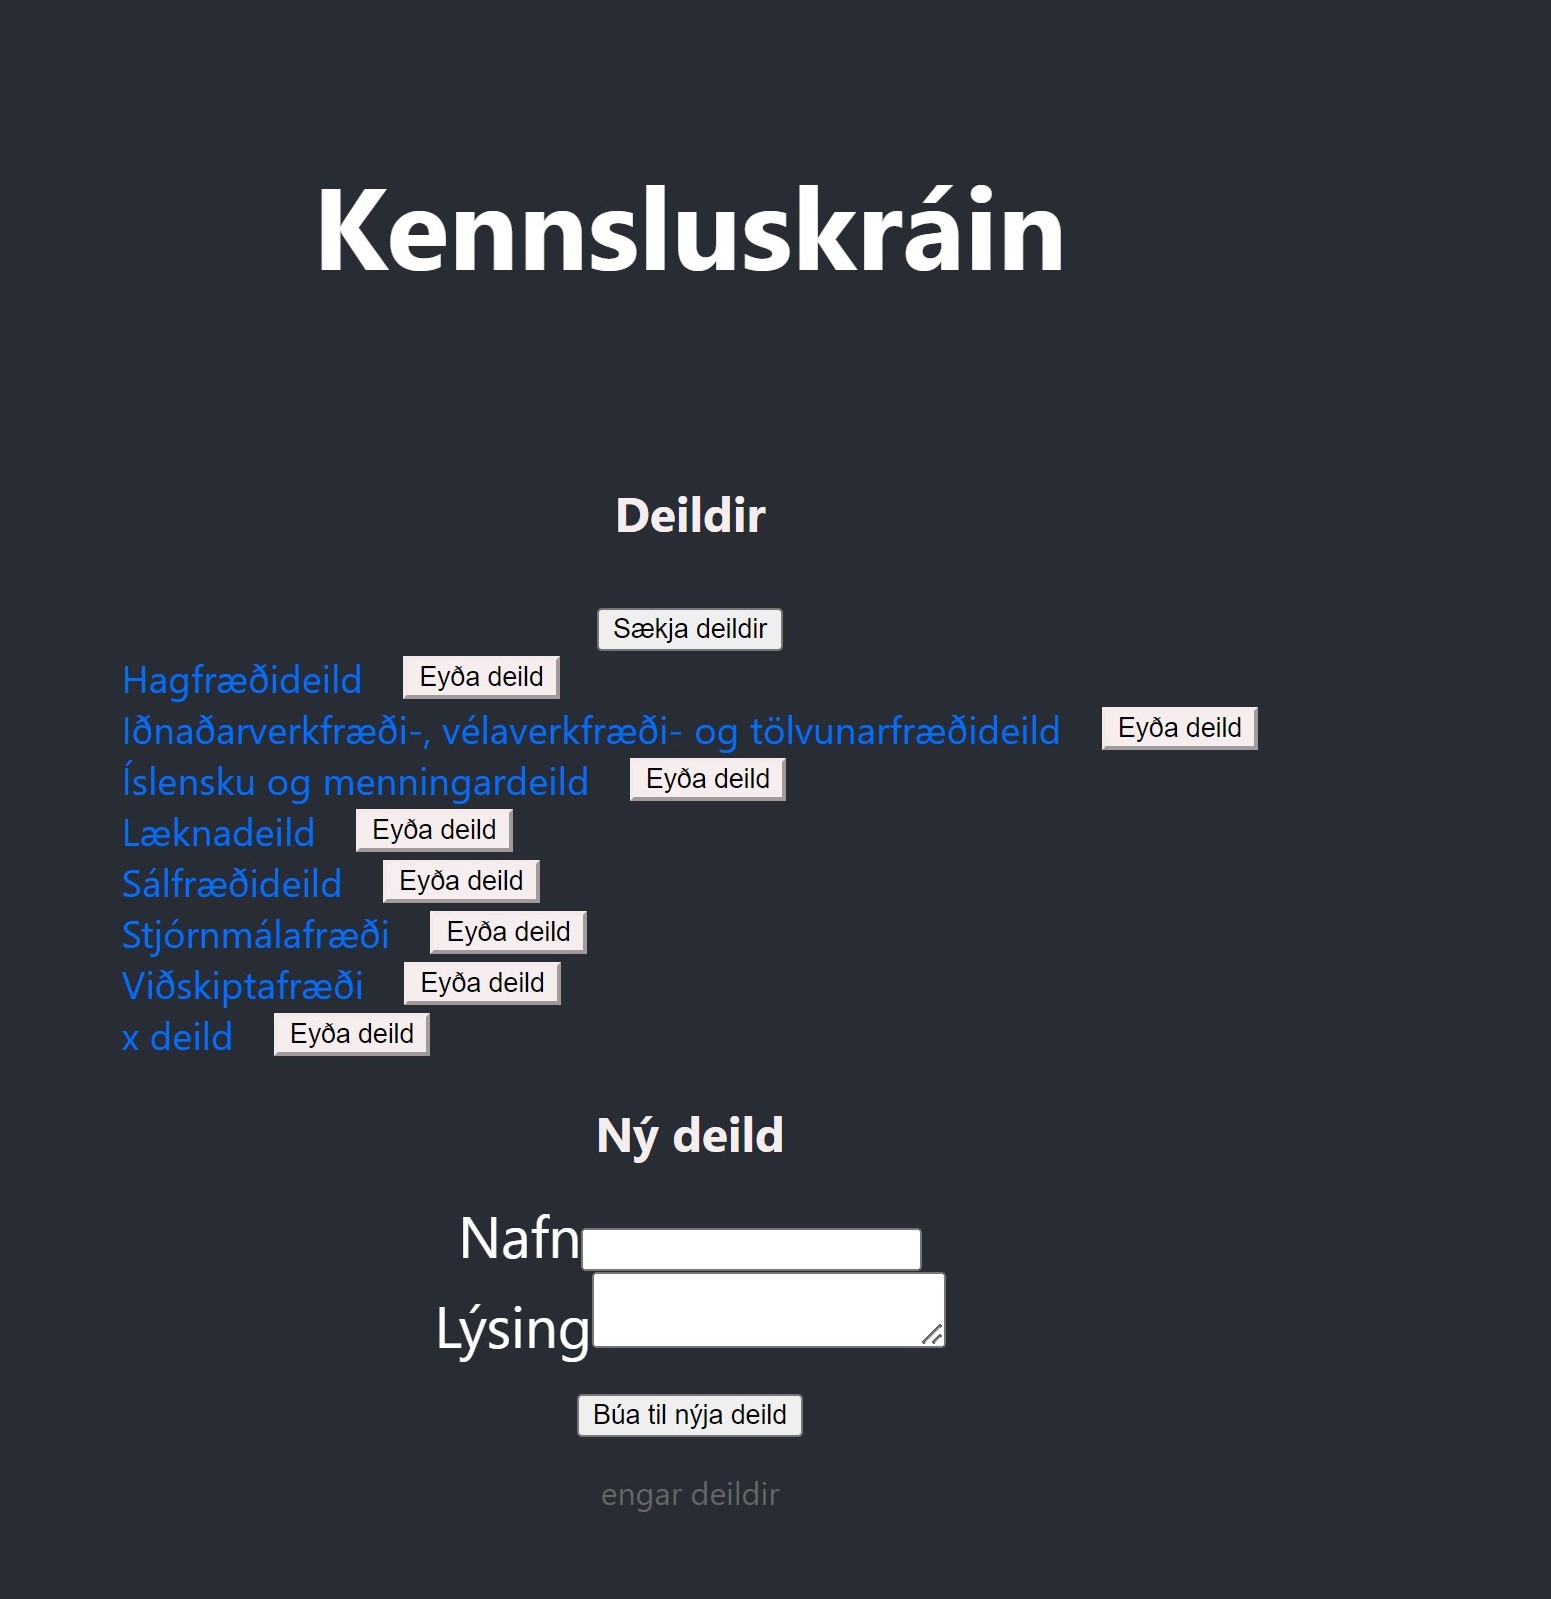 Kennsluskráin
Deildir
Sækja deildir
Hagfræðideild Eyða deild
Iðnaðarverkfræði-, vélaverkfræði- og tölvunarfræðideild Eyða deild
Íslensku og menningardeild Eyða deild
Læknadeild Eyða deild
Sálfræðideild Eyða deild
Stjórnmálafræði Eyða deild
Viðskiptafræði Eyða deild
x deild Eyða deild
Ný deild
Nafn
Lýsing
Búa til nýja deild
engar deildir